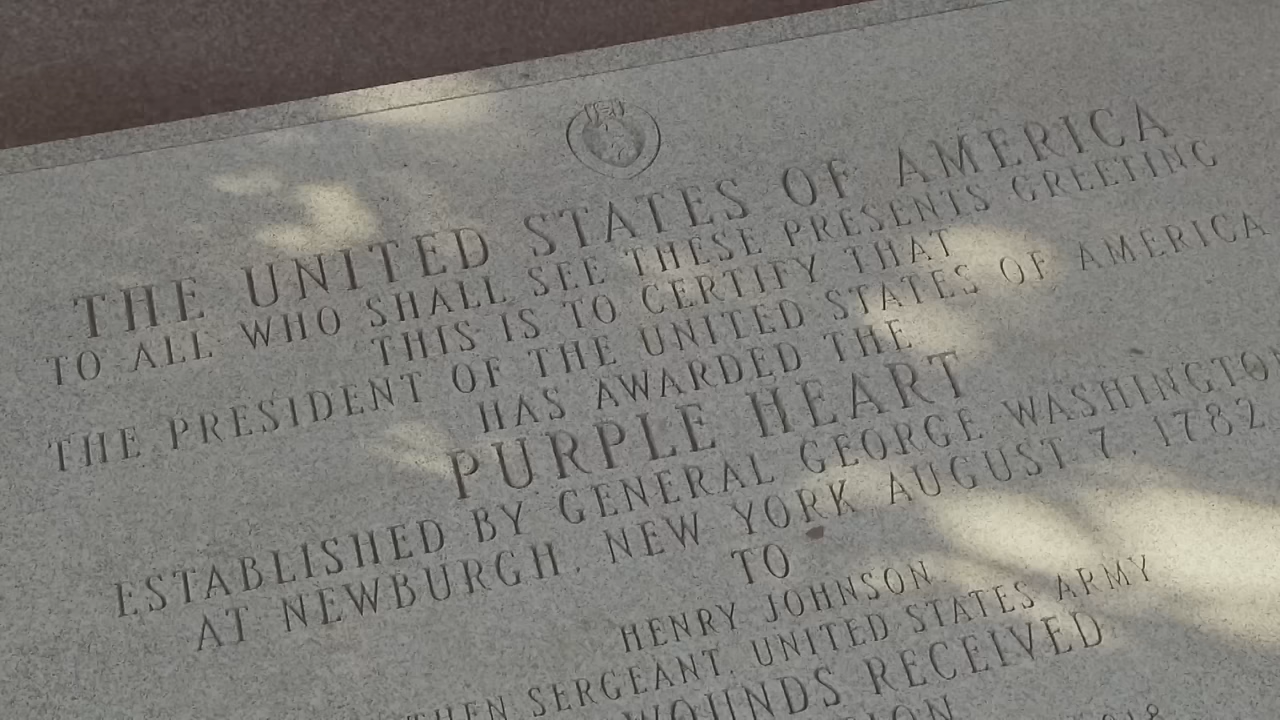 THE UNITED STATES OF AMERICA
TO ALL WHO SHALL SEE THESE PRESENTS GREETING
THIS IS TO CERTIFY THAT
THE PRESIDENT OF THE UNITED STATES OF AMERICA
HAS AWARDED THE
PURPLE HEART
ESTABLISHED BY GENERAL GEORGE WASHINGTON
AT NEWBURGH, NEW YORK AUGUST 7, 1782
TO
HENRY JOHNSON
THEN SERGEANT, UNITED STATES ARMY
WOUNDS RECEIVED